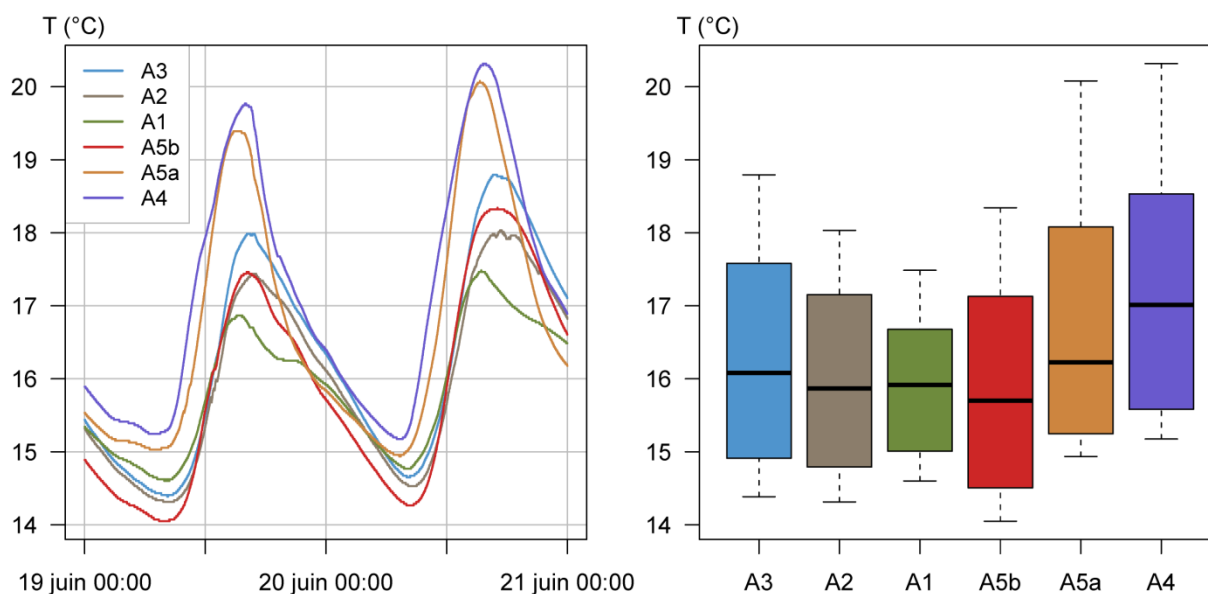 T (°C)
T (°C)
A3
A2
A1
A5b
A5a
A4
20
19
18
17
16
15
14
19 juin 00:00
20 juin 00:00
21 juin 00:00
20
19
18
17
16
15
14
A3
A2
A1
A5b
A5a
A4